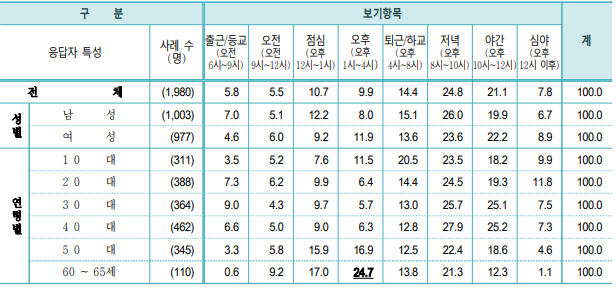 구 분 보기항목 계
응답자 특성 사례 수 (명) 출근/등교 (오전 6시~9시) 오전 (오전 9시~12시) 점심 (오후 12시~1시) 오후 (오후 1시~4시) 퇴근/하교 (오후 4시~8시) 저녁 (오후 8시~10시) 야간 (오후 10시~12시) 심야 (오후 12시 이후)
전 체 (1,980) 5.8 5.5 10.7 9.9 14.4 24.8 21.1 7.8 100.0
성별 남 성 (1,003) 7.0 5.1 12.2 8.0 15.1 26.0 19.9 6.7 100.0
여 성 (977) 4.6 6.0 9.2 11.9 13.6 23.6 22.2 8.9 100.0
연령별 10 대 (311) 3.5 5.2 7.6 11.5 20.5 23.5 18.2 9.9 100.0
20 대 (388) 7.3 6.2 9.9 6.4 14.4 24.5 19.3 11.8 100.0
30 대 (364) 9.0 4.3 9.7 5.7 13.0 25.7 25.1 7.5 100.0
40 대 (462) 6.6 5.0 9.0 6.3 12.8 27.9 25.2 7.3 100.0
50 대 (345) 3.3 5.8 15.9 16.9 12.5 22.4 18.6 4.6 100.0
60 ~ 65세 (110) 0.6 9.2 17.0 24.7 13.8 21.3 12.3 1.1 100.0